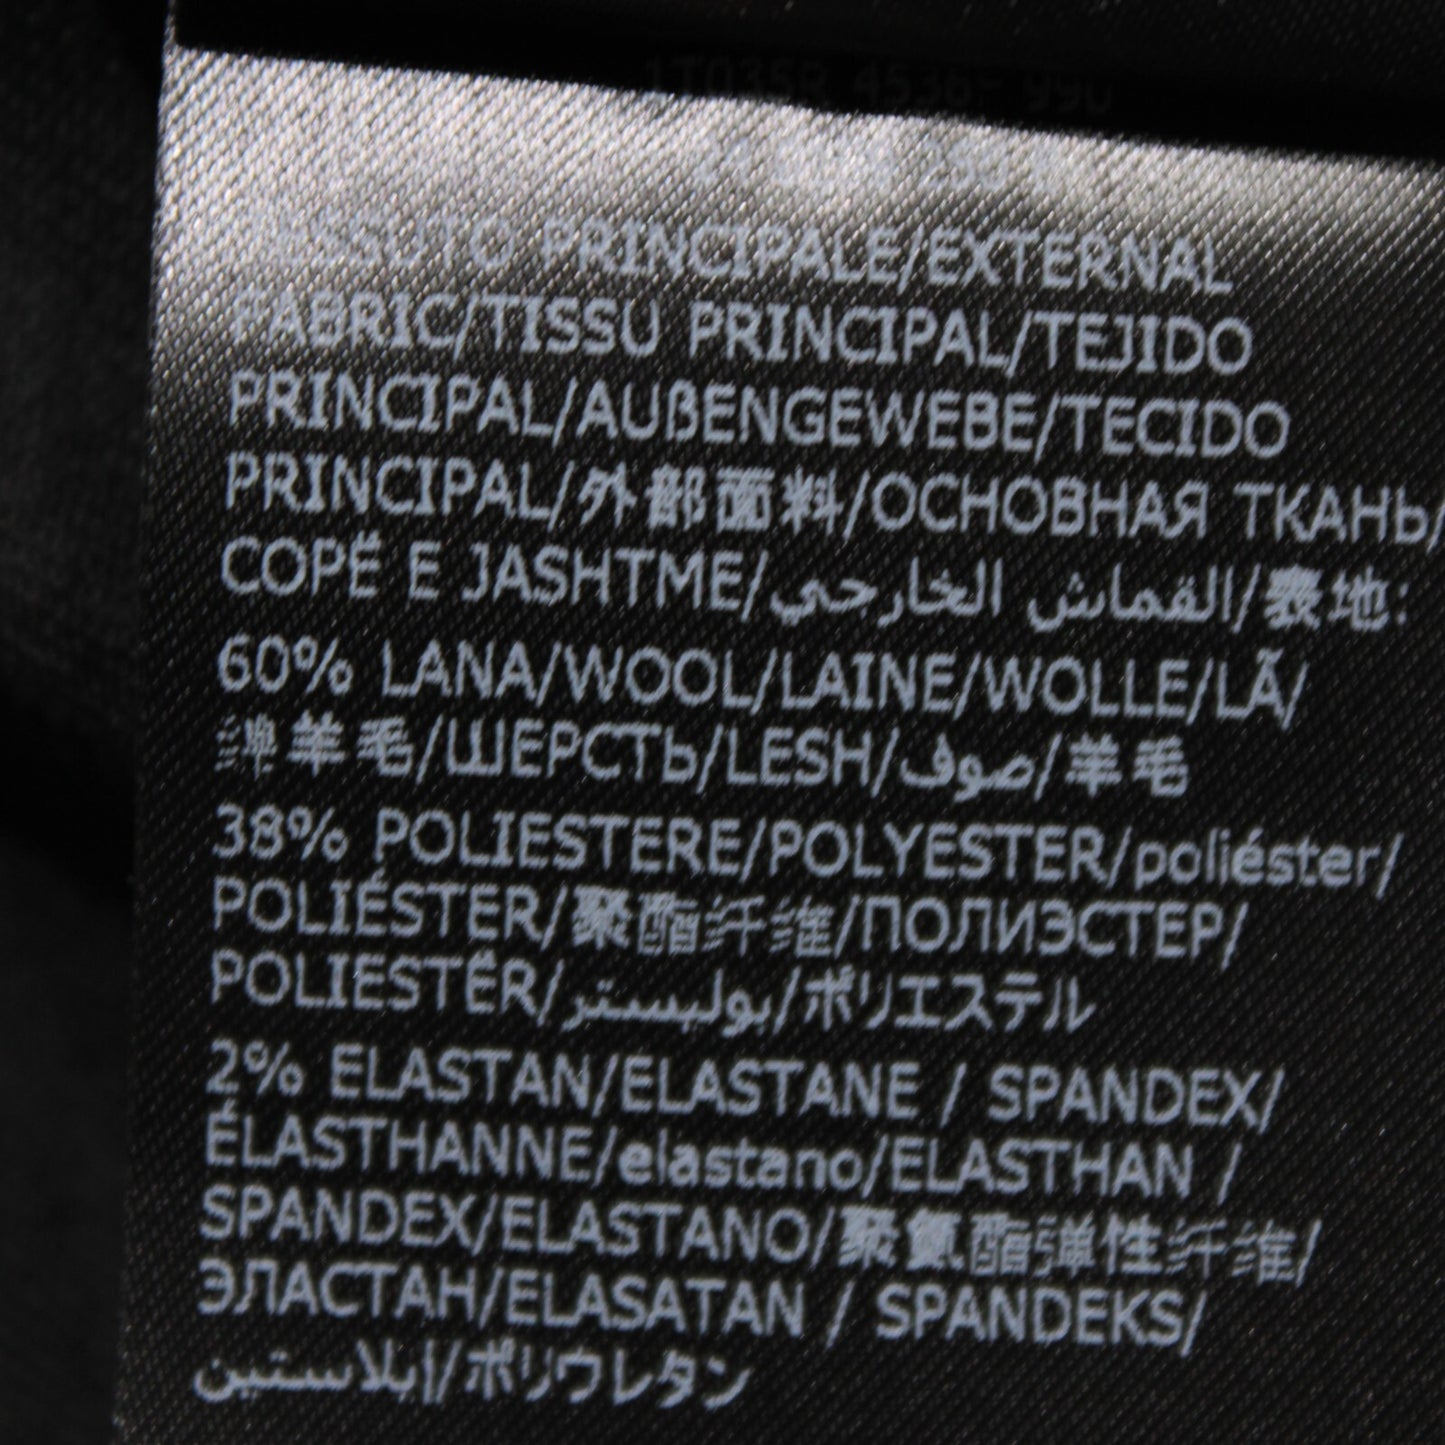 TESSUTO PRINCIPALE/EXTERNAL
FABRIC/TISSU PRINCIPAL/TEJIDO
PRINCIPAL/AUßENGEWEBE/TECIDO
PRINCIPAL/外部面料/ОСНОВНАЯ ТКАНЬ/
COPË E JASHTME/القماش الخارجي/表地:
60% LANA/WOOL/LAINE/WOLLE/LÃ/
绵羊毛/ШЕРСТЬ/LESH/صوف/羊毛
38% POLIESTERE/POLYESTER/poliéster/
POLIÉSTER/聚酯纤维/ПОЛИЭСТЕР/
POLIESTËR/بوليستر/ポリエステル
2% ELASTAN/ELASTANE / SPANDEX/
ÉLASTHANNE/elastano/ELASTHAN /
SPANDEX/ELASTANO/聚氨酯弹性纤维/
ЭЛАСТАН/ELASATAN / SPANDEKS/
إيلاستين/ポリウレタン